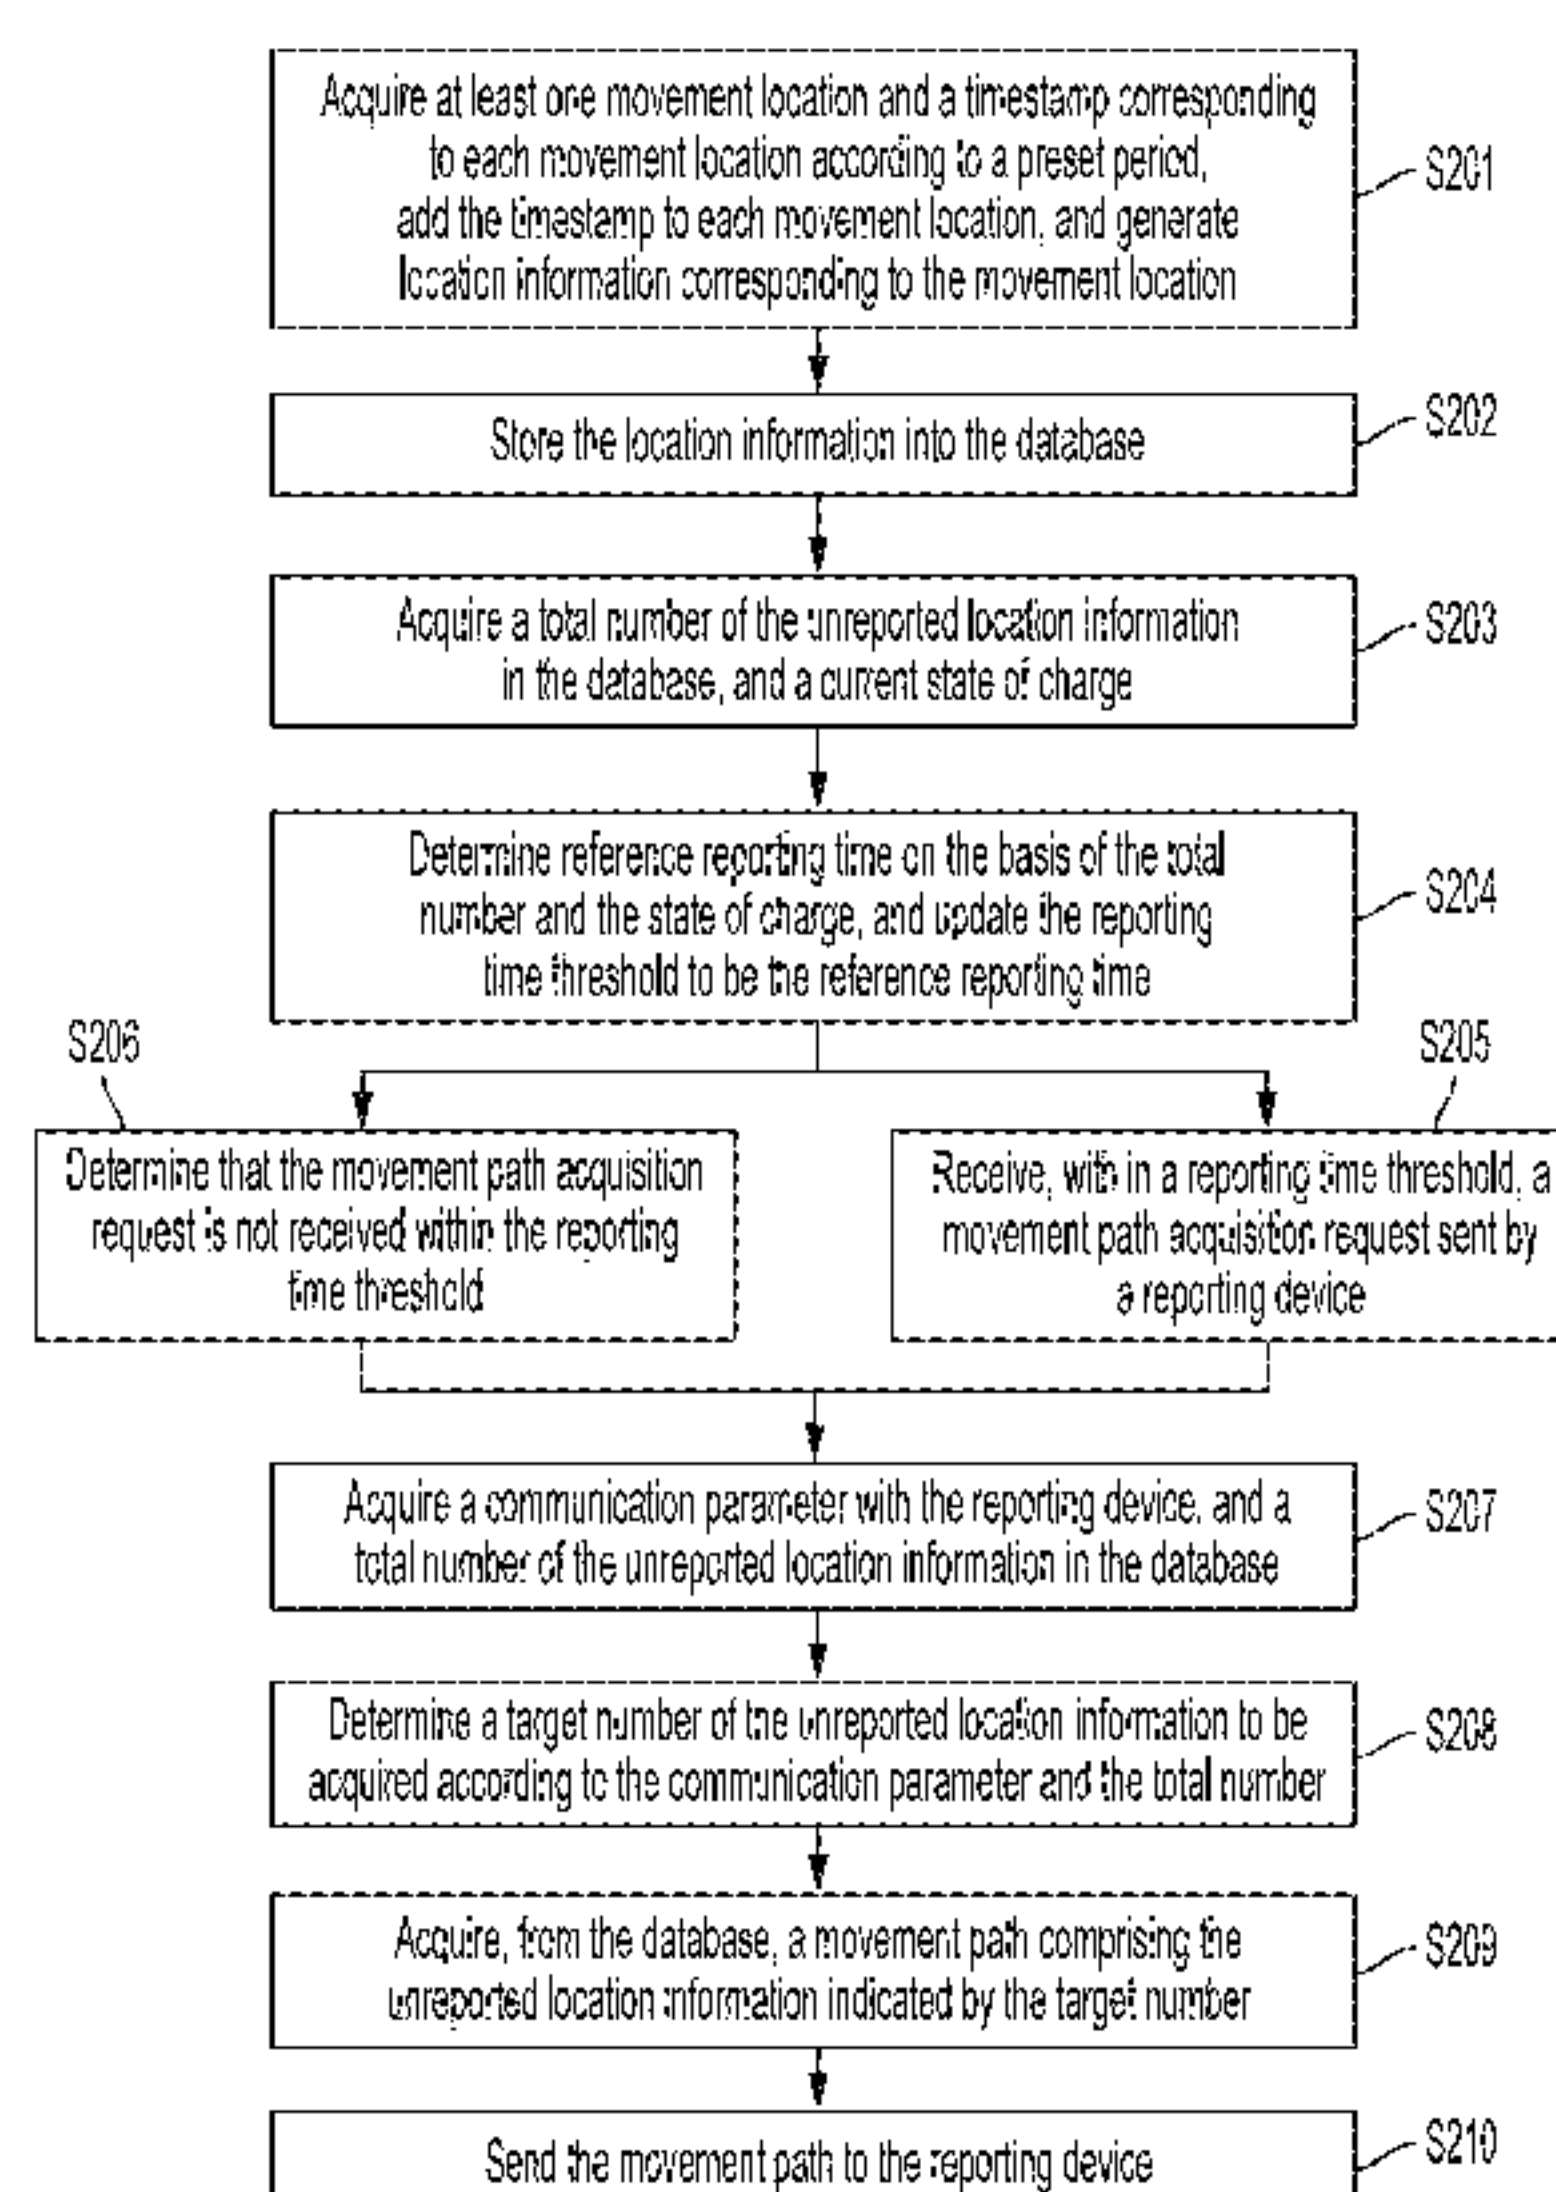 Acquire at least one movement location and a timestamp corresponding
to each movement location according to a preset period,
add the timestamp to each movement location, and generate
location information corresponding to the movement location
S201
Store the location information into the database
S202
Acquire a total number of the unreported location information
in the database, and a current state of charge
S203
Determine reference reporting time on the basis of the total
number and the state of charge, and update the reporting
time threshold to be the reference reporting time
S204
S206
Determine that the movement path acquisition
request is not received within the reporting
time threshold
S205
Receive, with in a reporting time threshold, a
movement path acquisition request sent by
a reporting device
Acquire a communication parameter with the reporting device, and a
total number of the unreported location information in the database
S207
Determine a target number of the unreported location information to be
acquired according to the communication parameter and the total number
S208
Acquire, from the database, a movement path comprising the
unreported location information indicated by the target number
S209
Send the movement path to the reporting device
S210